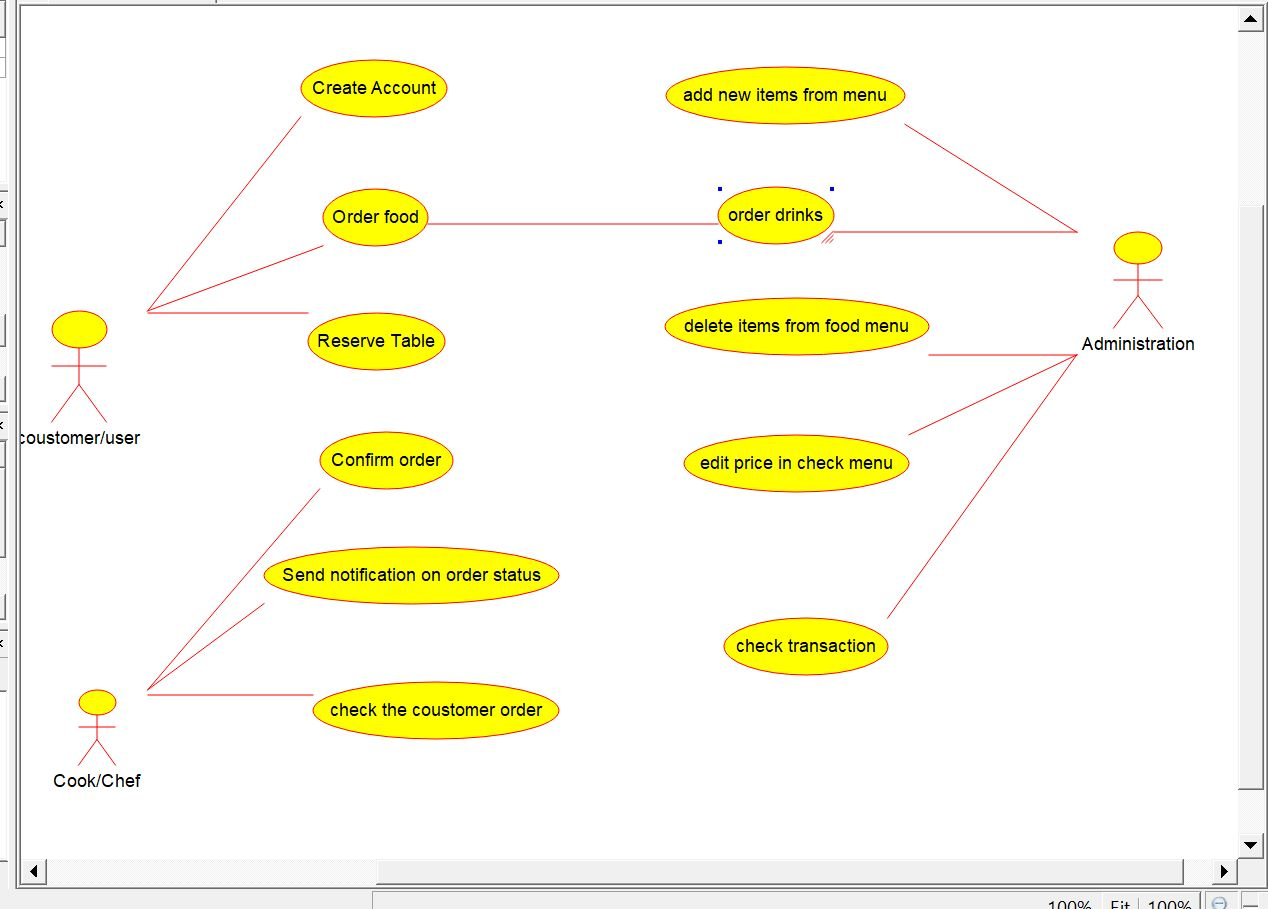 Create Account
add new items from menu
Order food
order drinks
Reserve Table
delete items from food menu
Administration
coustomer/user
Confirm order
edit price in check menu
Send notification on order status
check transaction
check the coustomer order
Cook/Chef
100% Fit 100%